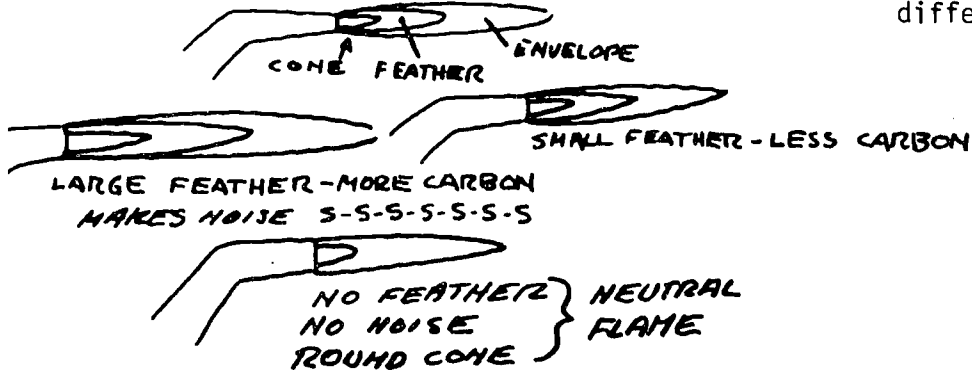 diffe
CONE FEATHER
ENVELOPE
SMALL FEATHER - LESS CARBON
LARGE FEATHER - MORE CARBON
MAKES NOISE S-S-S-S-S-S-S
NO FEATHER
NO NOISE
ROUND CONE
NEUTRAL
FLAME